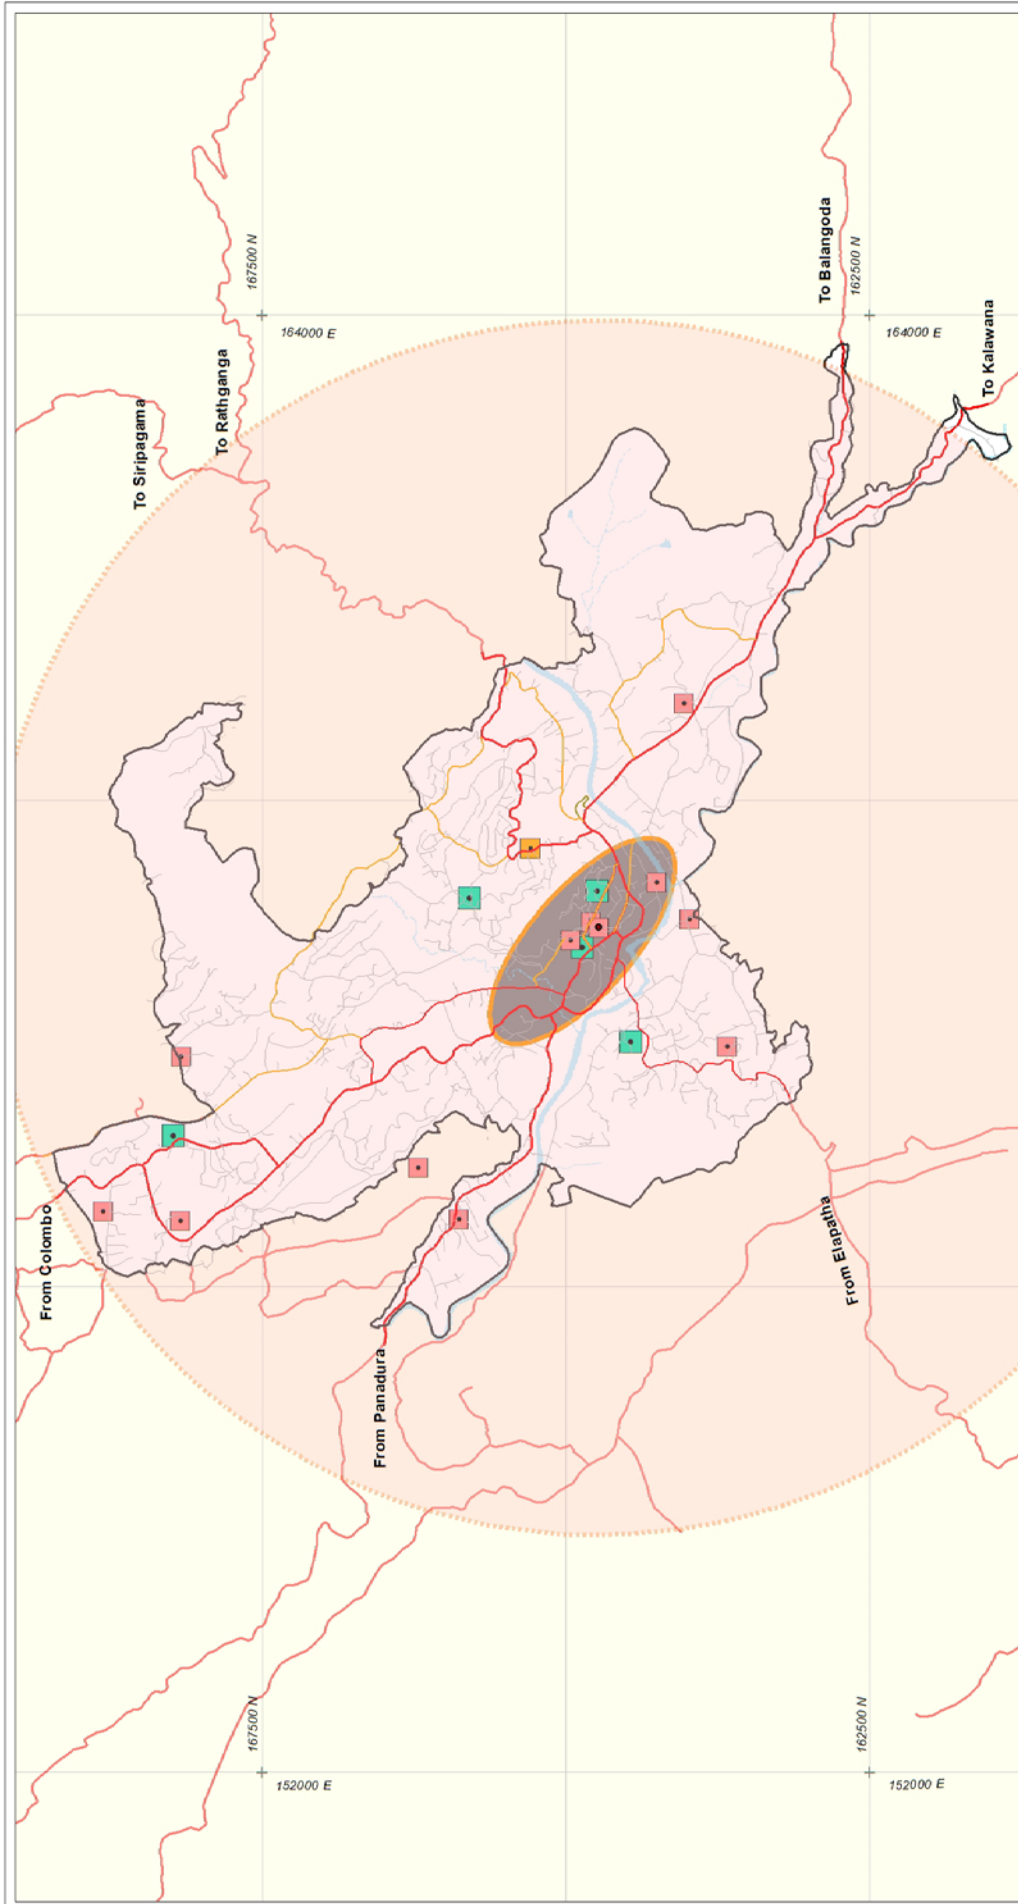 167500 N
To Balangoda
162500 N
164000 E
164000 E
To Kalawana
To Rathganga
To Siripagama
From Colombo
From Elapatha
From Panadura
167500 N
162500 N
152000 E
152000 E